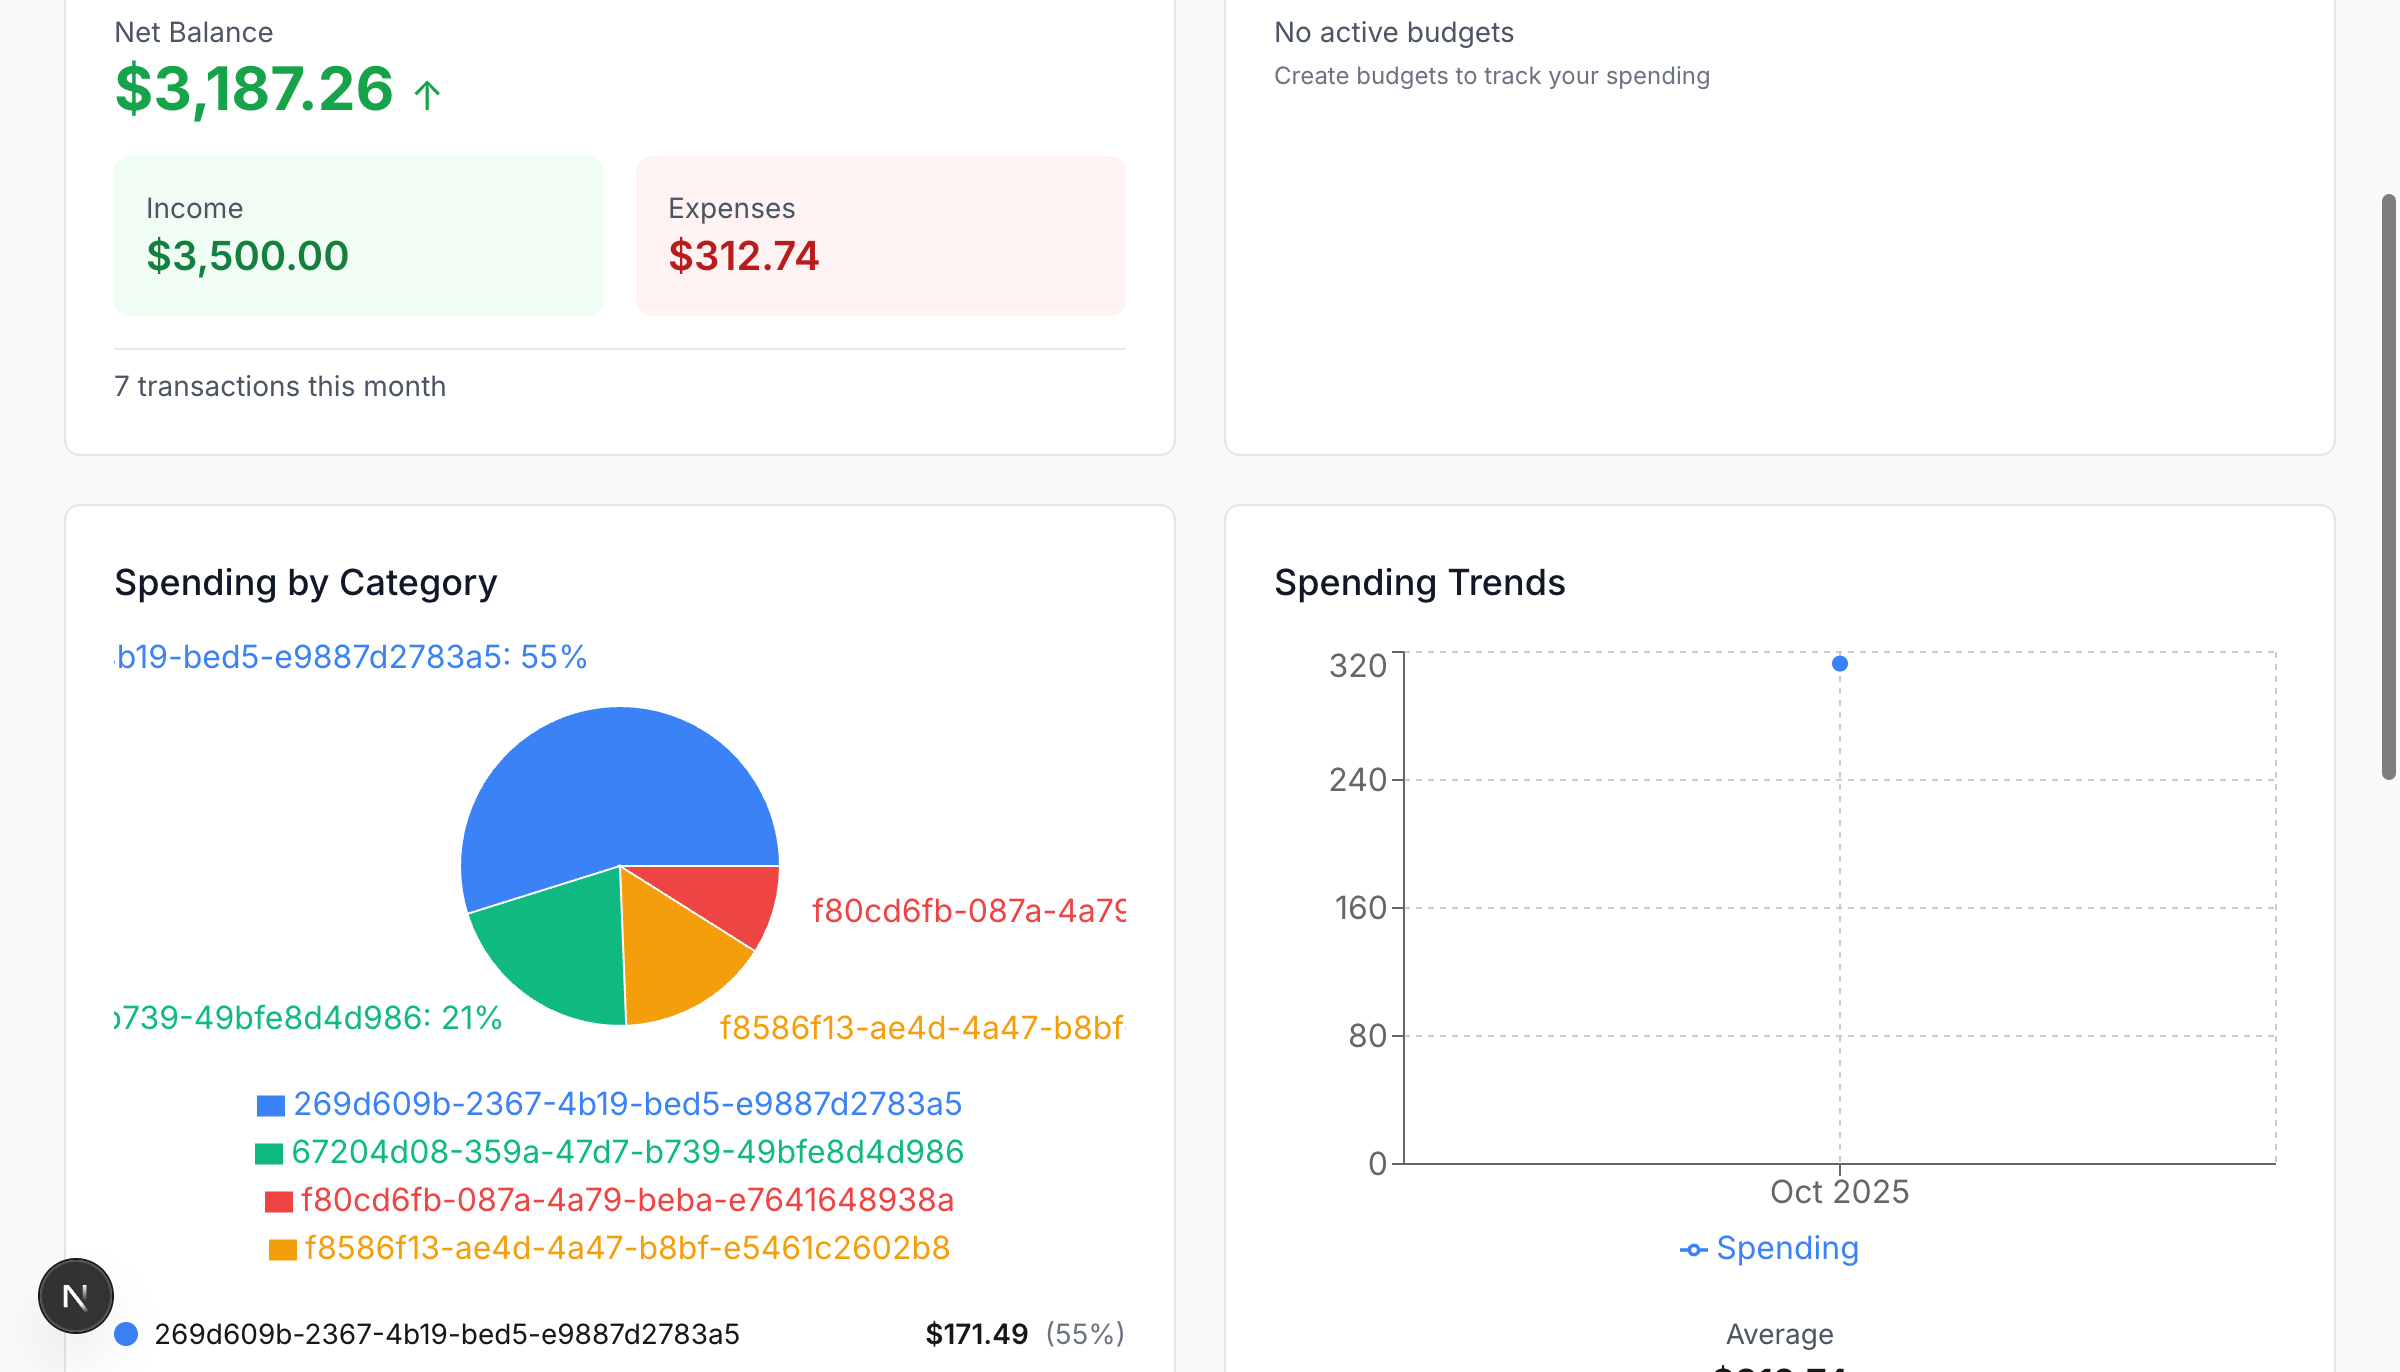 Net Balance
$3,187.26 ↑
Income
$3,500.00
Expenses
$312.74
7 transactions this month
No active budgets
Create budgets to track your spending
Spending by Category
b19-bed5-e9887d2783a5: 55%
f80cd6fb-087a-4a79
b739-49bfe8d4d986: 21%
f8586f13-ae4d-4a47-b8bf-
269d609b-2367-4b19-bed5-e9887d2783a5
67204d08-359a-47d7-b739-49bfe8d4d986
f80cd6fb-087a-4a79-beba-e7641648938a
f8586f13-ae4d-4a47-b8bf-e5461c2602b8
N
269d609b-2367-4b19-bed5-e9887d2783a5 $171.49 (55%)
Spending Trends
320
240
160
80
0
Oct 2025
Spending
Average